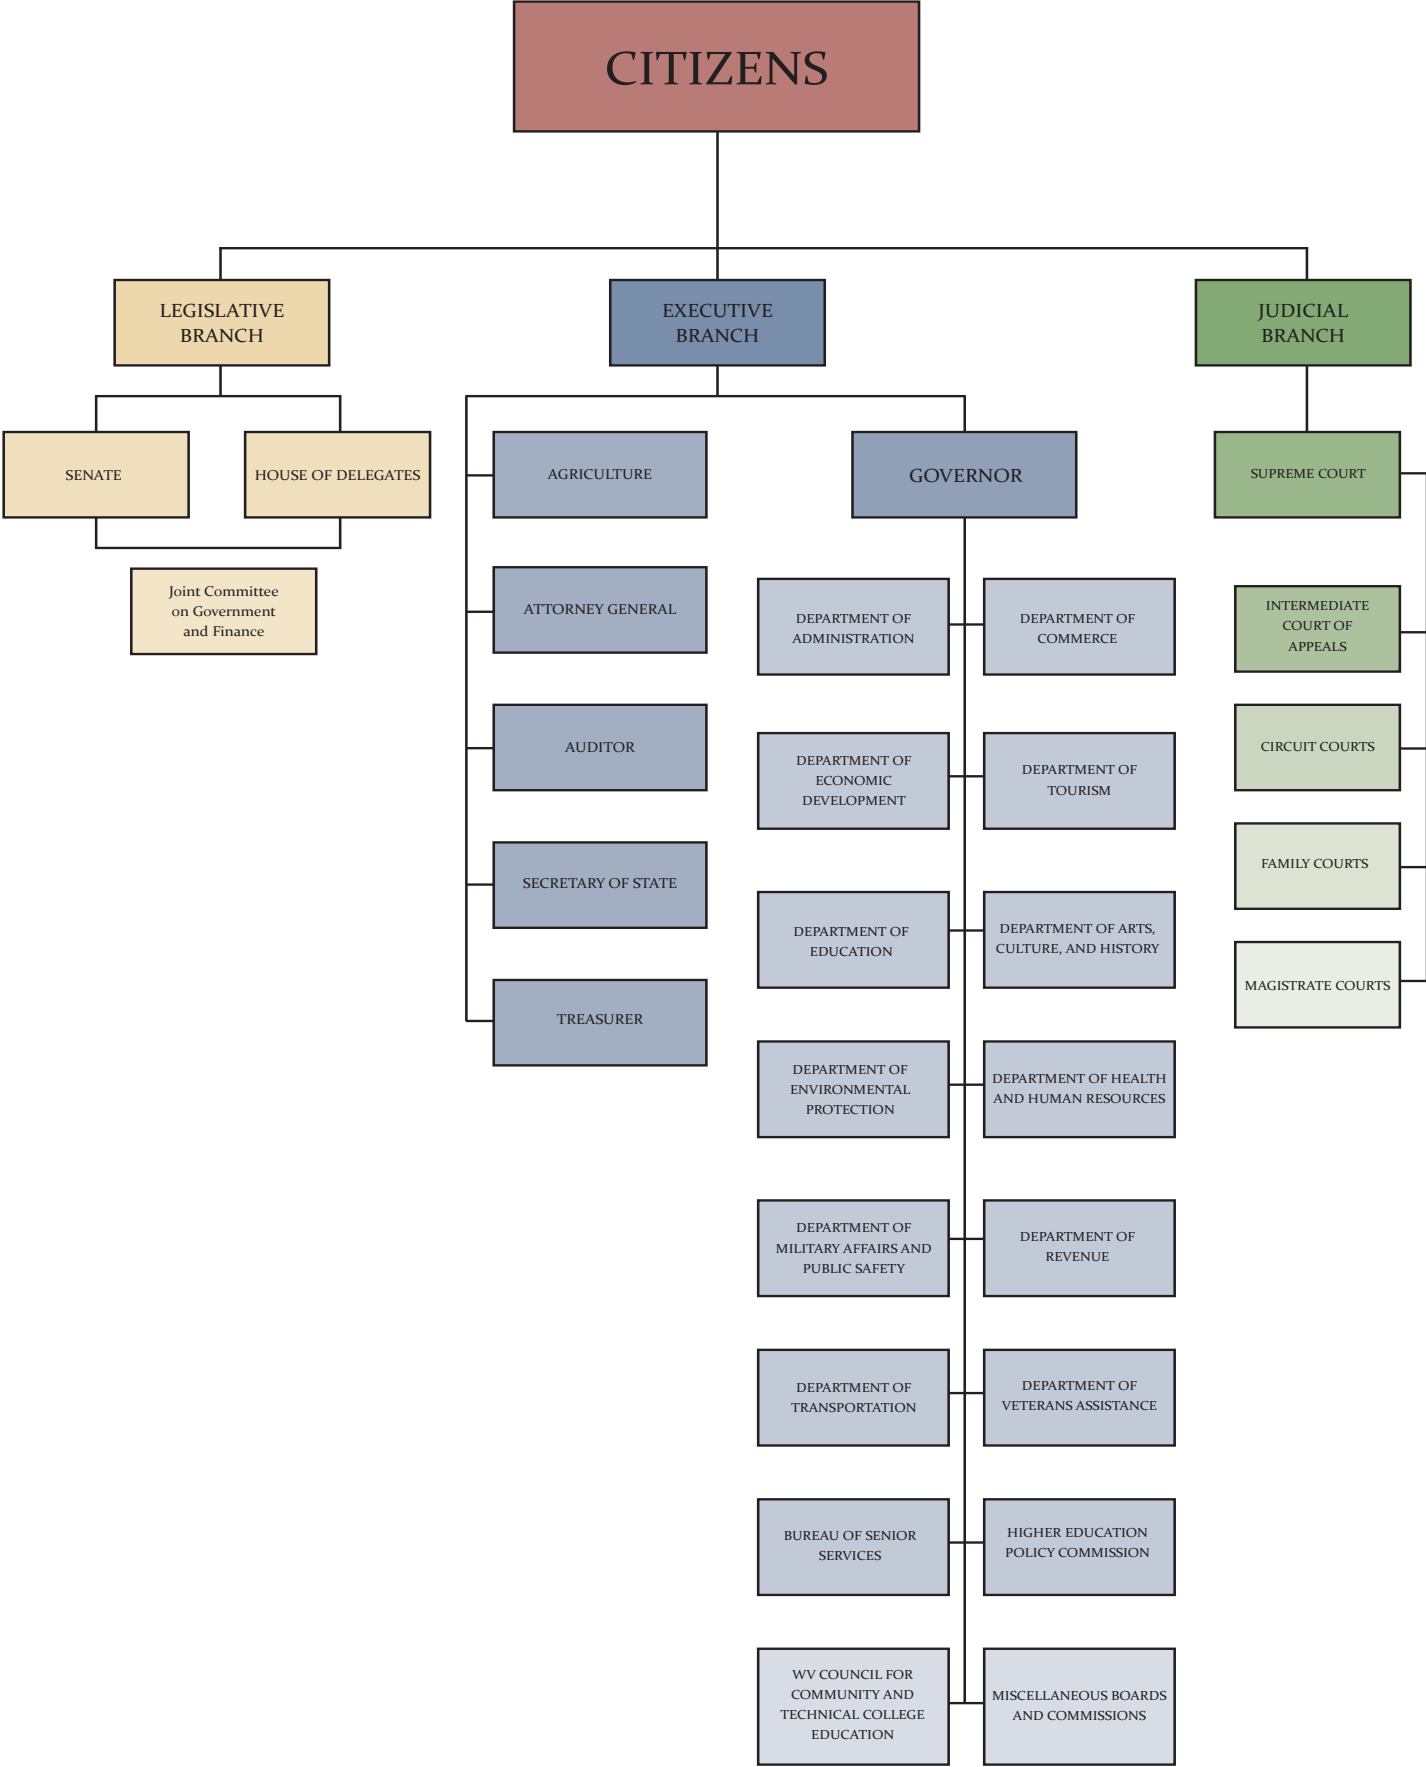 CITIZENS
LEGISLATIVE
BRANCH
EXECUTIVE
BRANCH
JUDICIAL
BRANCH
SENATE
HOUSE OF DELEGATES
Joint Committee
on Government
and Finance
AGRICULTURE
ATTORNEY GENERAL
AUDITOR
SECRETARY OF STATE
TREASURER
GOVERNOR
DEPARTMENT OF
ADMINISTRATION
DEPARTMENT OF
COMMERCE
DEPARTMENT OF
ECONOMIC
DEVELOPMENT
DEPARTMENT OF
TOURISM
DEPARTMENT OF
EDUCATION
DEPARTMENT OF ARTS,
CULTURE, AND HISTORY
DEPARTMENT OF
ENVIRONMENTAL
PROTECTION
DEPARTMENT OF HEALTH
AND HUMAN RESOURCES
DEPARTMENT OF
MILITARY AFFAIRS AND
PUBLIC SAFETY
DEPARTMENT OF
REVENUE
DEPARTMENT OF
TRANSPORTATION
DEPARTMENT OF
VETERANS ASSISTANCE
BUREAU OF SENIOR
SERVICES
HIGHER EDUCATION
POLICY COMMISSION
WV COUNCIL FOR
COMMUNITY AND
TECHNICAL COLLEGE
EDUCATION
MISCELLANEOUS BOARDS
AND COMMISSIONS
SUPREME COURT
INTERMEDIATE
COURT OF
APPEALS
CIRCUIT COURTS
FAMILY COURTS
MAGISTRATE COURTS